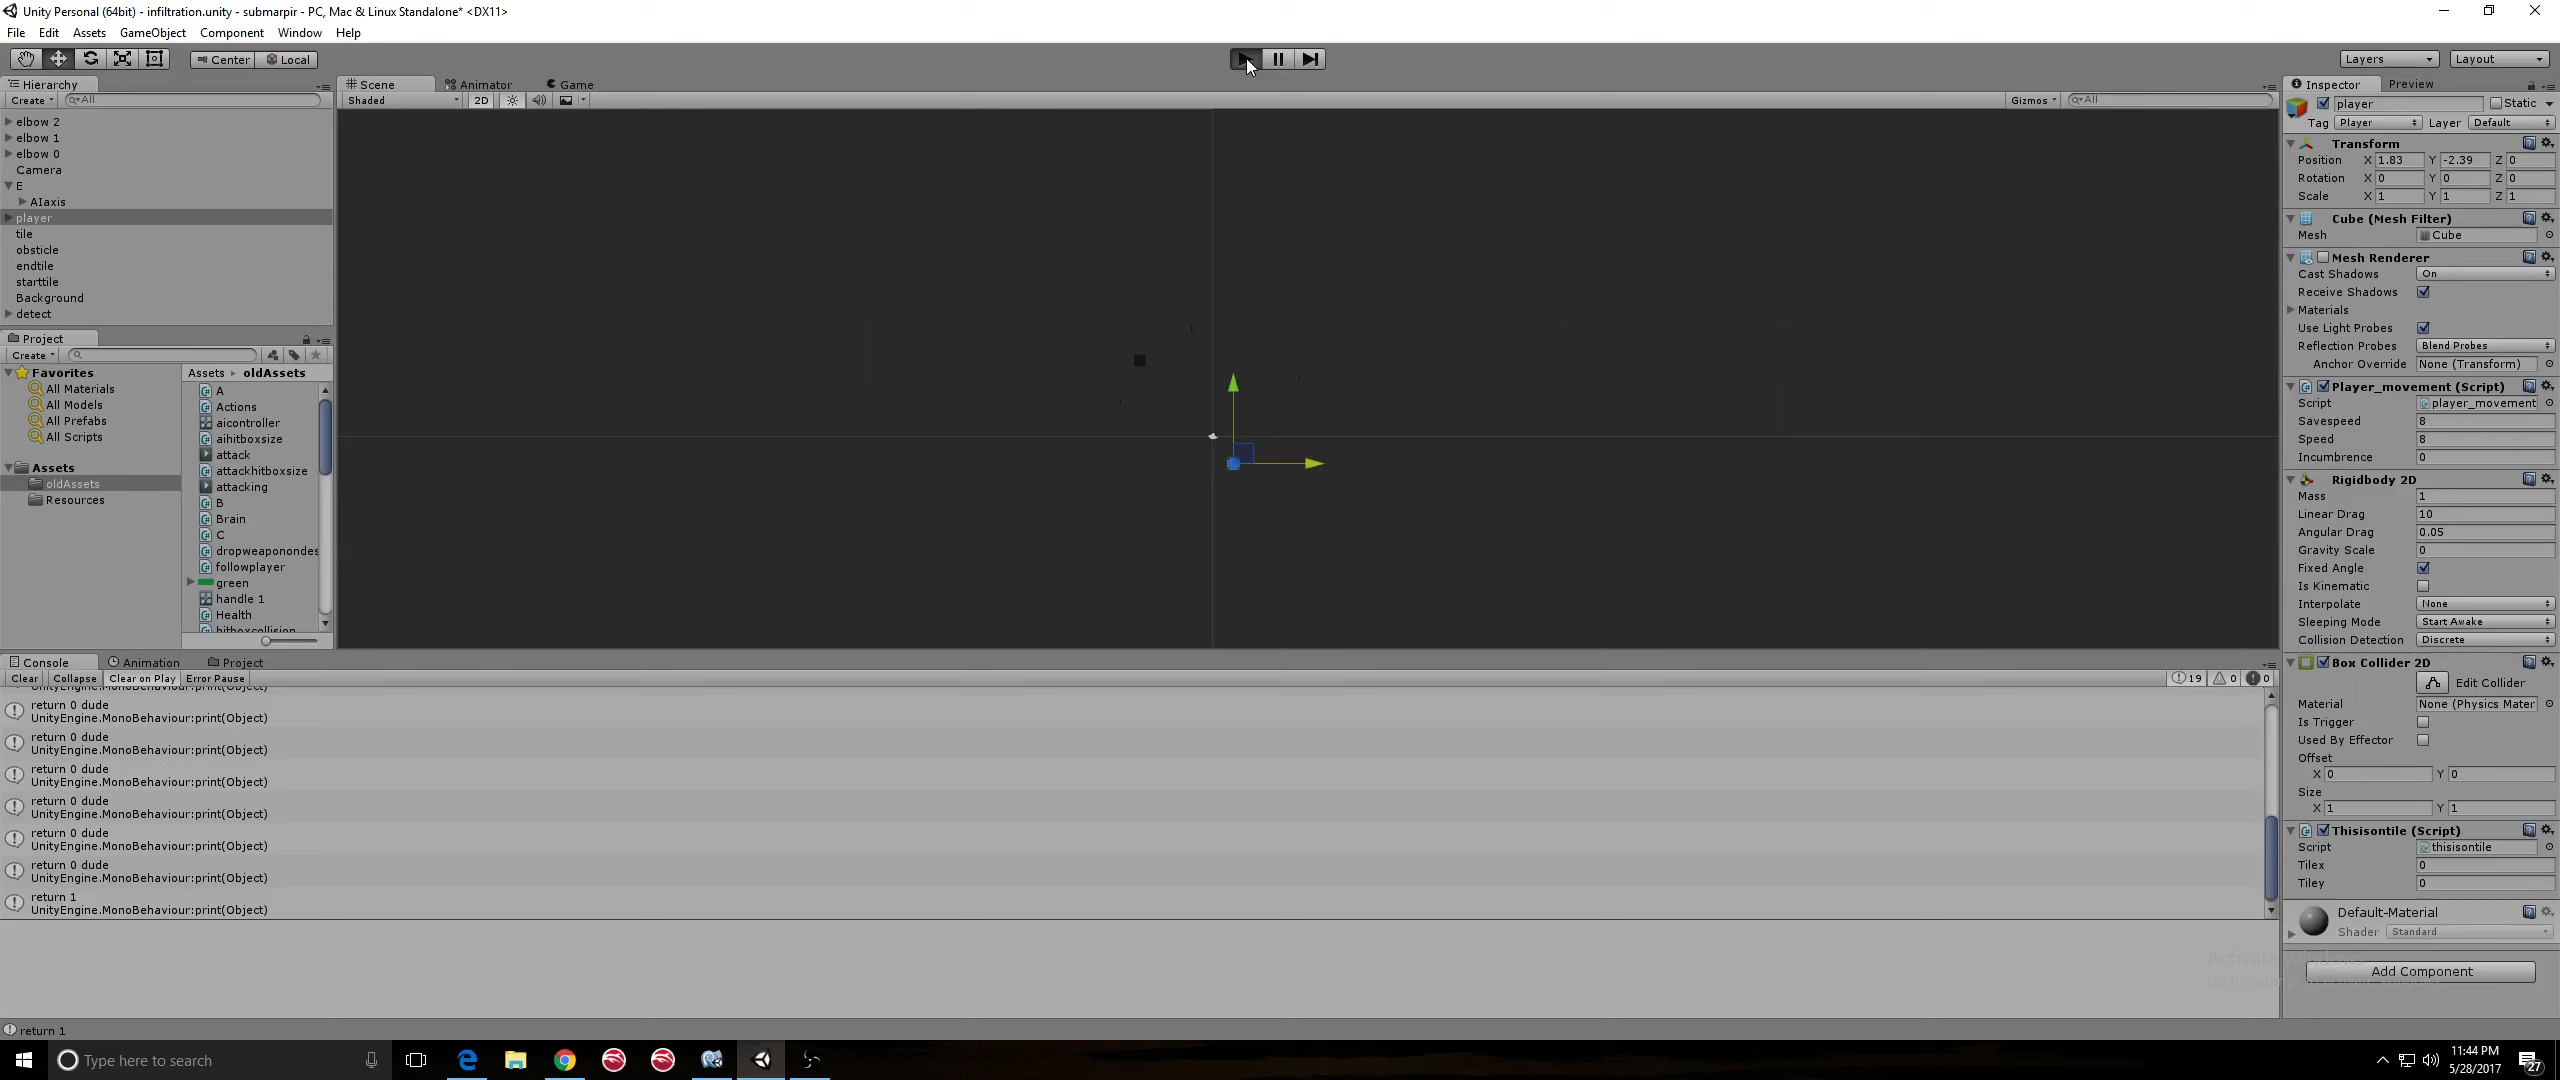 Unity Personal (64bit) - infiltration.unity - submarpir - PC, Mac & Linux Standalone* <DX11>
File Edit Assets GameObject Component Window Help
Center Local
Layers Layout
Hierarchy
Create All
elbow 2
elbow 1
elbow 0
Camera
E
AIaxis
player
tile
obsticle
endtile
starttile
Background
detect
Project
Create
Favorites
All Materials
All Models
All Prefabs
All Scripts
Assets
oldAssets
Resources
Assets oldAssets
A
Actions
aicontroller
aihitboxsize
attack
attackhitboxsize
attacking
B
Brain
C
dropweaponondes
followplayer
green
handle 1
Health
hitboxcollision
Scene Animator Game
Shaded 2D
Gizmos All
Console Animation Project
Clear Collapse Clear on Play Error Pause
19 0 0
UnityEngine.MonoBehaviour:print(Object)
return 0 dude
UnityEngine.MonoBehaviour:print(Object)
return 0 dude
UnityEngine.MonoBehaviour:print(Object)
return 0 dude
UnityEngine.MonoBehaviour:print(Object)
return 0 dude
UnityEngine.MonoBehaviour:print(Object)
return 0 dude
UnityEngine.MonoBehaviour:print(Object)
return 0 dude
UnityEngine.MonoBehaviour:print(Object)
return 1
UnityEngine.MonoBehaviour:print(Object)
return 1
Inspector Preview
player Static
Tag Player Layer Default
Transform
Position X 1.83 Y -2.39 Z 0
Rotation X 0 Y 0 Z 0
Scale X 1 Y 1 Z 1
Cube (Mesh Filter)
Mesh Cube
Mesh Renderer
Cast Shadows On
Receive Shadows
Materials
Use Light Probes
Reflection Probes Blend Probes
Anchor Override None (Transform)
Player_movement (Script)
Script player_movement
Savespeed 8
Speed 8
Incumbrence 0
Rigidbody 2D
Mass 1
Linear Drag 10
Angular Drag 0.05
Gravity Scale 0
Fixed Angle
Is Kinematic
Interpolate None
Sleeping Mode Start Awake
Collision Detection Discrete
Box Collider 2D
Edit Collider
Material None (Physics Mater
Is Trigger
Used By Effector
Offset
X 0 Y 0
Size
X 1 Y 1
Thisisontile (Script)
Script thisisontile
Tilex 0
Tiley 0
Default-Material
Shader Standard
Add Component
Type here to search
11:44 PM
5/28/2017
27